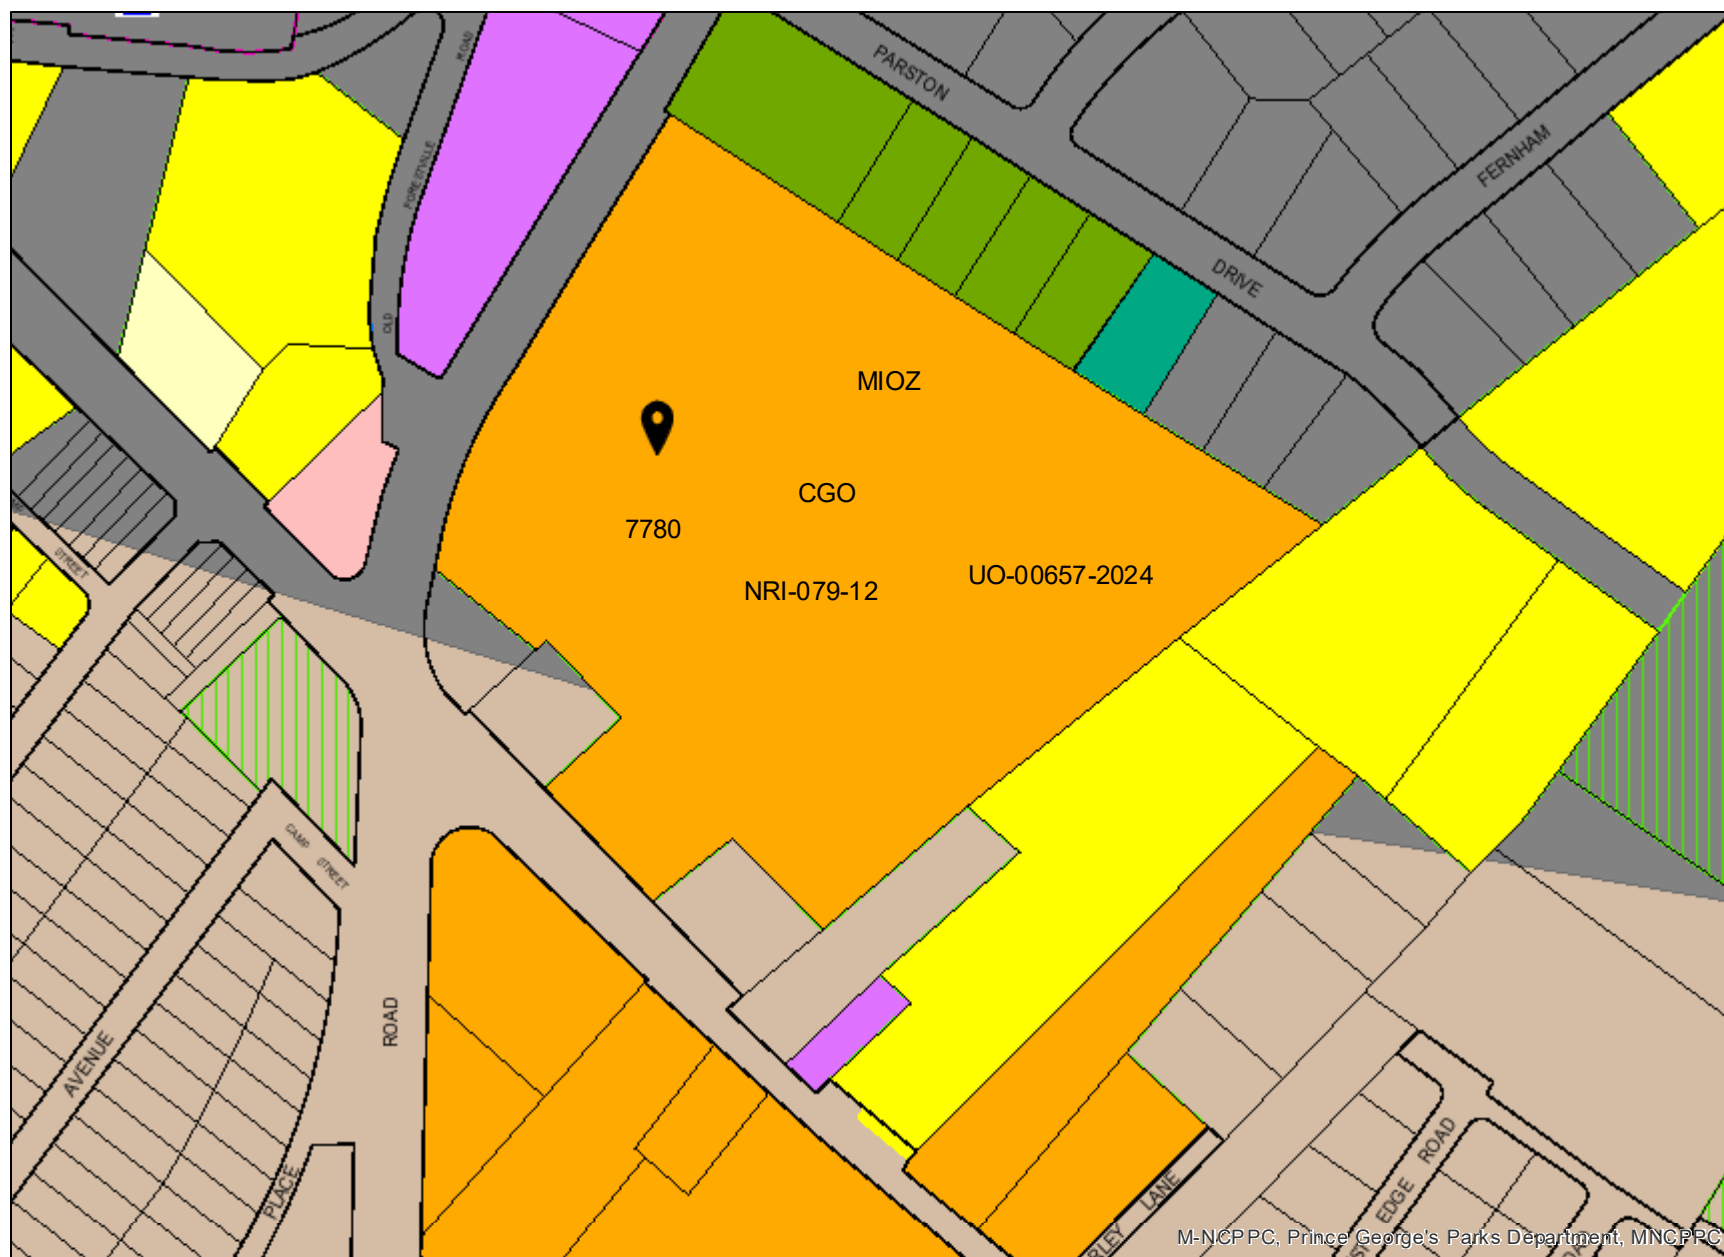 ROAD
PARSTON
FERNHAM
FORESTVILLE
DRIVE
OLD
MIOZ
CGO
7780
STREET
UO-00657-2024
NRI-079-12
CAMP
STREET
ROAD
AVENUE
ROAD
PLACE
EDGE
LANE
RLEY
M-NCPPC, Prince George's Parks Department, MNCPPC